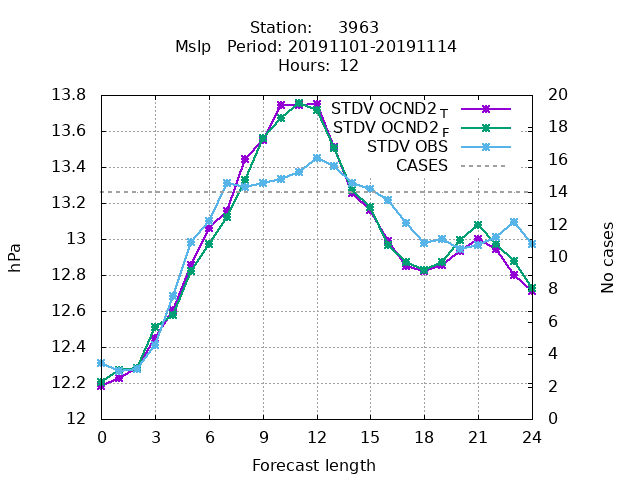 Station: 3963
Mslp Period: 20191101-20191114
Hours: 12
STDV OCND2 T
STDV OCND2 F
STDV OBS
CASES
13.8
13.6
13.4
13.2
13
12.8
12.6
12.4
12.2
12
20
18
16
14
12
10
8
6
4
2
0
hPa
No cases
0 3 6 9 12 15 18 21 24
Forecast length